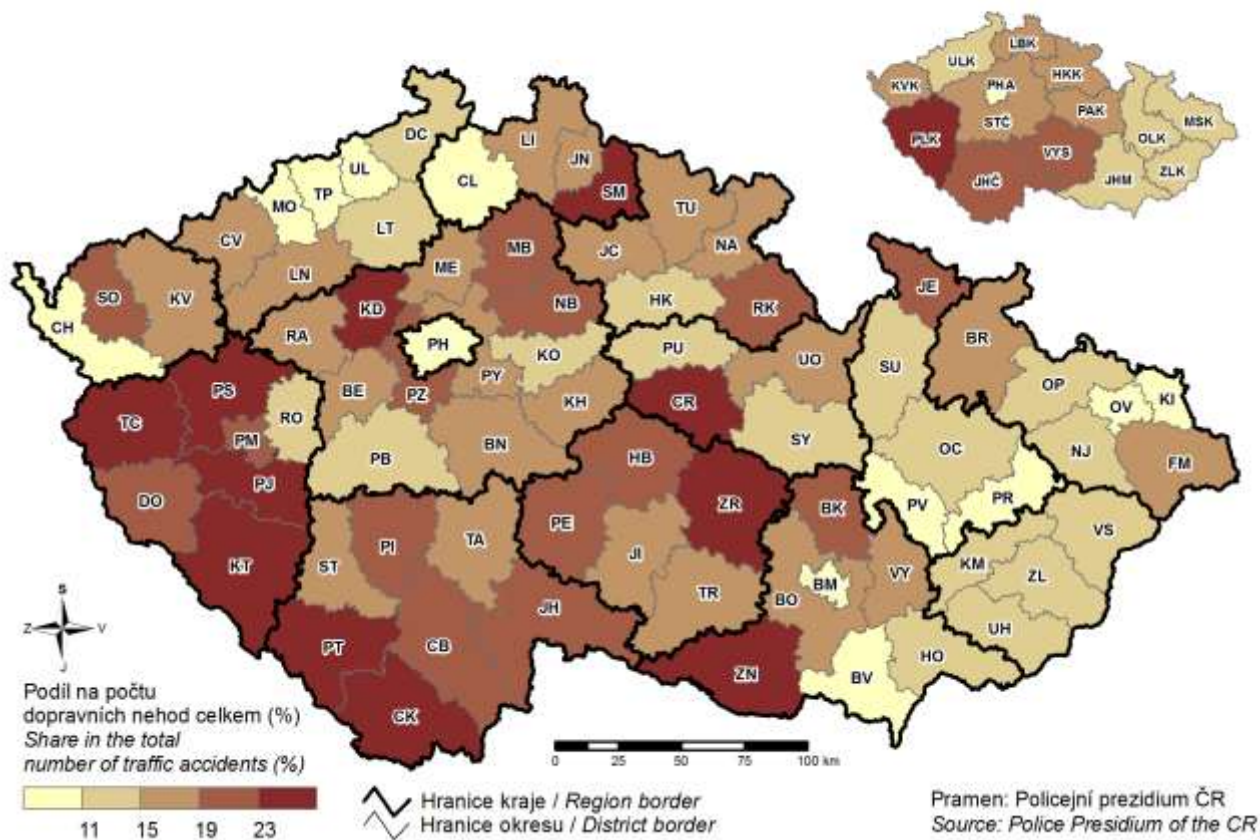 LBK
ULK
HKK
KVK
PHA
PAK
STČ
MSK
PLK
OLK
VYS
ZLK
JHČ
JHM
DC
LI
JN
UL
CL
SM
TP
MO
TU
LT
CV
MB
JC
NA
ME
LN
JE
SO
KV
NB
HK
RK
KD
CH
RA
PH
KO
PU
UO
BR
SU
OP
KI
OV
PS
BE
PZ
PY
KH
CR
TC
RO
PM
BN
SY
OC
NJ
FM
PB
HB
PJ
DO
ZR
BK
PV
PR
PE
VS
PI
TA
JI
KT
ST
KM
ZL
BM
VY
TR
BO
JH
UH
PT
CB
HO
ZN
BV
CK
S
Z V
J
Podíl na počtu
dopravních nehod celkem (%)
Share in the total
number of traffic accidents (%)
11 15 19 23
0 25 50 75 100 km
Hranice kraje / Region border
Hranice okresu / District border
Pramen: Policejní prezidium ČR
Source: Police Presidium of the CR